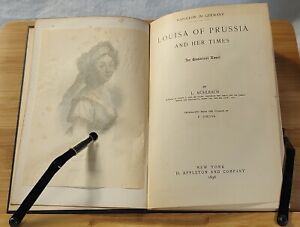 NAPOLEON IN GERMANY
LOUISA OF PRUSSIA
AND HER TIMES
An Historical Novel
BY
L. MÜHLBACH
TRANSLATED FROM THE GERMAN BY
F. JORDAN
NEW YORK
D. APPLETON AND COMPANY
1898